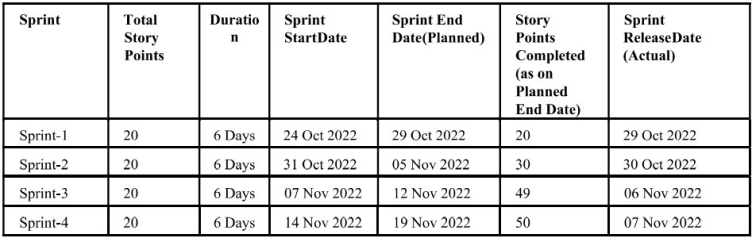 Sprint Total Story Points Duratio n Sprint StartDate Sprint End Date(Planned) Story Points Completed (as on Planned End Date) Sprint ReleaseDate (Actual)
Sprint-1 20 6 Days 24 Oct 2022 29 Oct 2022 20 29 Oct 2022
Sprint-2 20 6 Days 31 Oct 2022 05 Nov 2022 30 30 Oct 2022
Sprint-3 20 6 Days 07 Nov 2022 12 Nov 2022 49 06 Nov 2022
Sprint-4 20 6 Days 14 Nov 2022 19 Nov 2022 50 07 Nov 2022